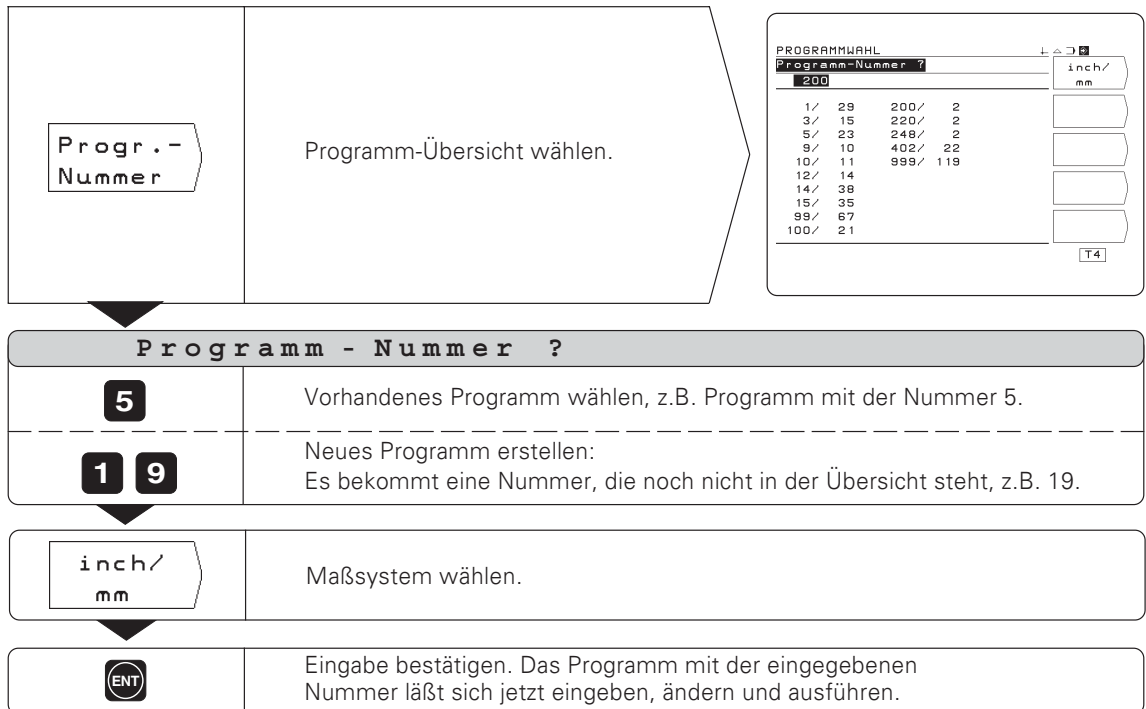 Progr.-
Nummer
Programm-Übersicht wählen.
PROGRAMMWAHL
Programm-Nummer ?
200
1/ 29 200/ 2
3/ 15 220/ 2
5/ 23 248/ 2
9/ 10 402/ 22
10/ 11 999/ 119
12/ 14
14/ 38
15/ 35
99/ 67
100/ 21
inch/
mm
T4
Programm - Nummer ?
5
Vorhandenes Programm wählen, z.B. Programm mit der Nummer 5.
1 9
Neues Programm erstellen:
Es bekommt eine Nummer, die noch nicht in der Übersicht steht, z.B. 19.
inch/
mm
Maßsystem wählen.
ENT
Eingabe bestätigen. Das Programm mit der eingegebenen
Nummer läßt sich jetzt eingeben, ändern und ausführen.